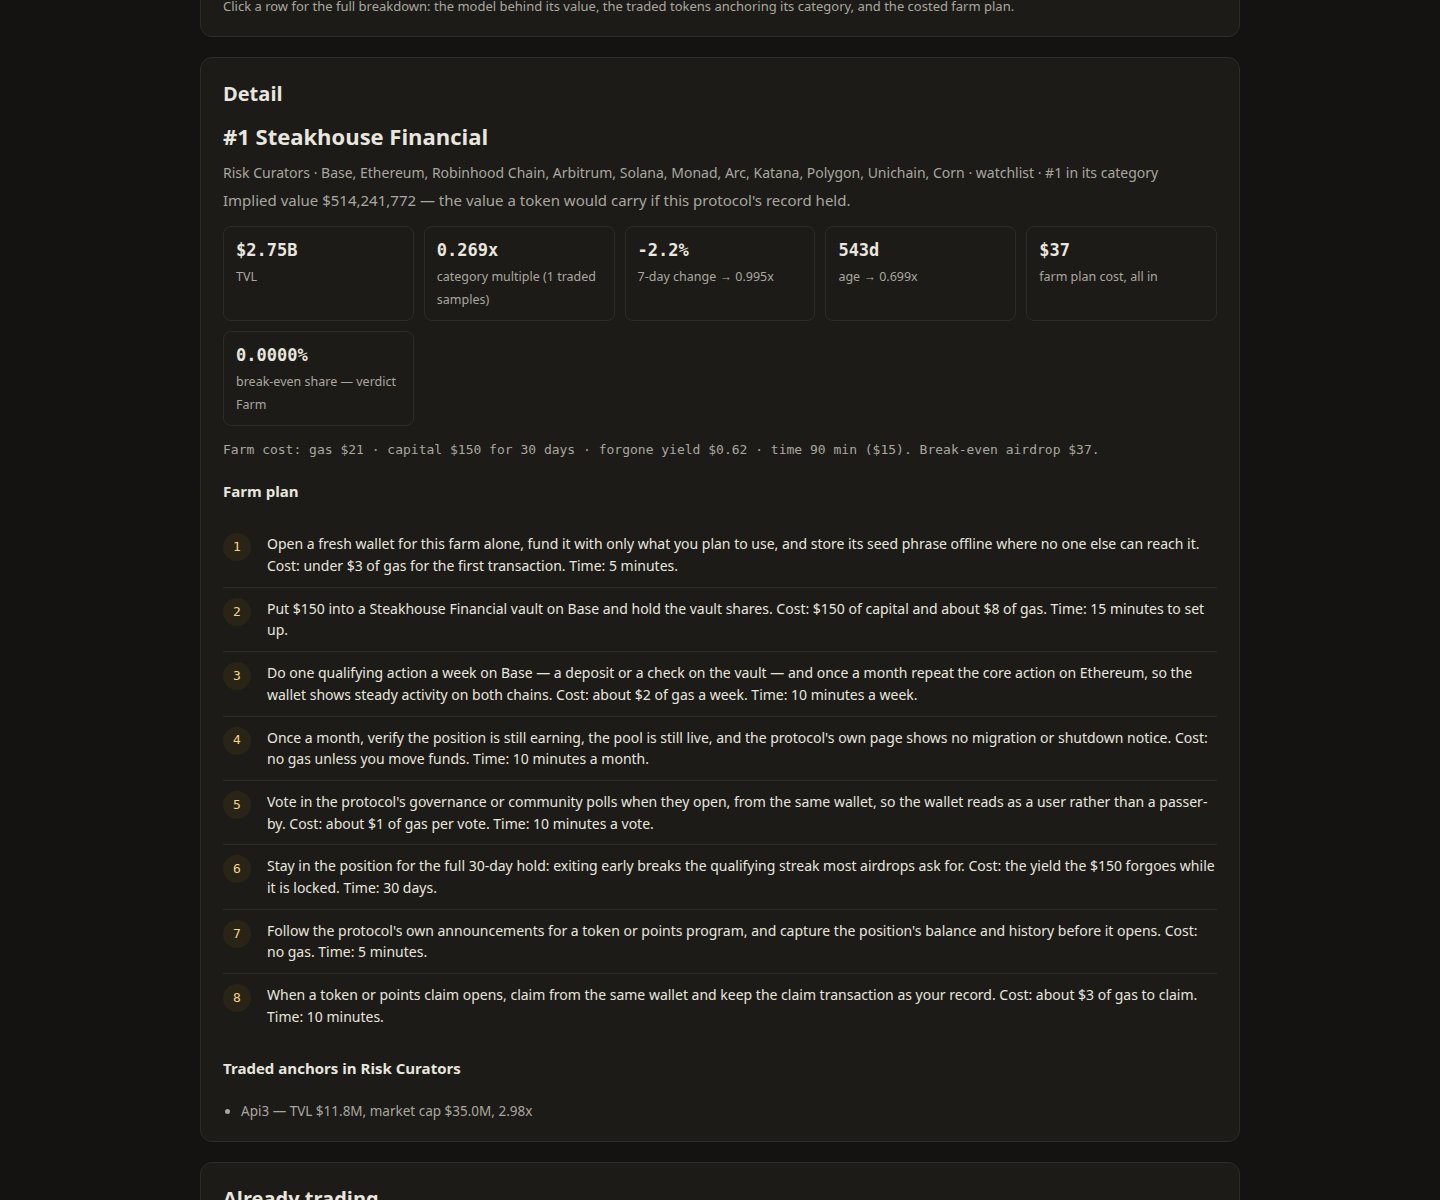 Click a row for the full breakdown: the model behind its value, the traded tokens anchoring its category, and the costed farm plan.
Detail
#1 Steakhouse Financial
Risk Curators · Base, Ethereum, Robinhood Chain, Arbitrum, Solana, Monad, Arc, Katana, Polygon, Unichain, Corn · watchlist · #1 in its category
Implied value $514,241,772 — the value a token would carry if this protocol's record held.
$2.75B
TVL
0.269x
category multiple (1 traded
samples)
-2.2%
7-day change → 0.995x
543d
age → 0.699x
$37
farm plan cost, all in
0.0000%
break-even share — verdict
Farm
Farm cost: gas $21 · capital $150 for 30 days · forgone yield $0.62 · time 90 min ($15). Break-even airdrop $37.
Farm plan
1
Open a fresh wallet for this farm alone, fund it with only what you plan to use, and store its seed phrase offline where no one else can reach it.
Cost: under $3 of gas for the first transaction. Time: 5 minutes.
2
Put $150 into a Steakhouse Financial vault on Base and hold the vault shares. Cost: $150 of capital and about $8 of gas. Time: 15 minutes to set
up.
3
Do one qualifying action a week on Base — a deposit or a check on the vault — and once a month repeat the core action on Ethereum, so the
wallet shows steady activity on both chains. Cost: about $2 of gas a week. Time: 10 minutes a week.
4
Once a month, verify the position is still earning, the pool is still live, and the protocol's own page shows no migration or shutdown notice. Cost:
no gas unless you move funds. Time: 10 minutes a month.
5
Vote in the protocol's governance or community polls when they open, from the same wallet, so the wallet reads as a user rather than a passer-
by. Cost: about $1 of gas per vote. Time: 10 minutes a vote.
6
Stay in the position for the full 30-day hold: exiting early breaks the qualifying streak most airdrops ask for. Cost: the yield the $150 forgoes while
it is locked. Time: 30 days.
7
Follow the protocol's own announcements for a token or points program, and capture the position's balance and history before it opens. Cost:
no gas. Time: 5 minutes.
8
When a token or points claim opens, claim from the same wallet and keep the claim transaction as your record. Cost: about $3 of gas to claim.
Time: 10 minutes.
Traded anchors in Risk Curators
• Api3 — TVL $11.8M, market cap $35.0M, 2.98x
Already trading